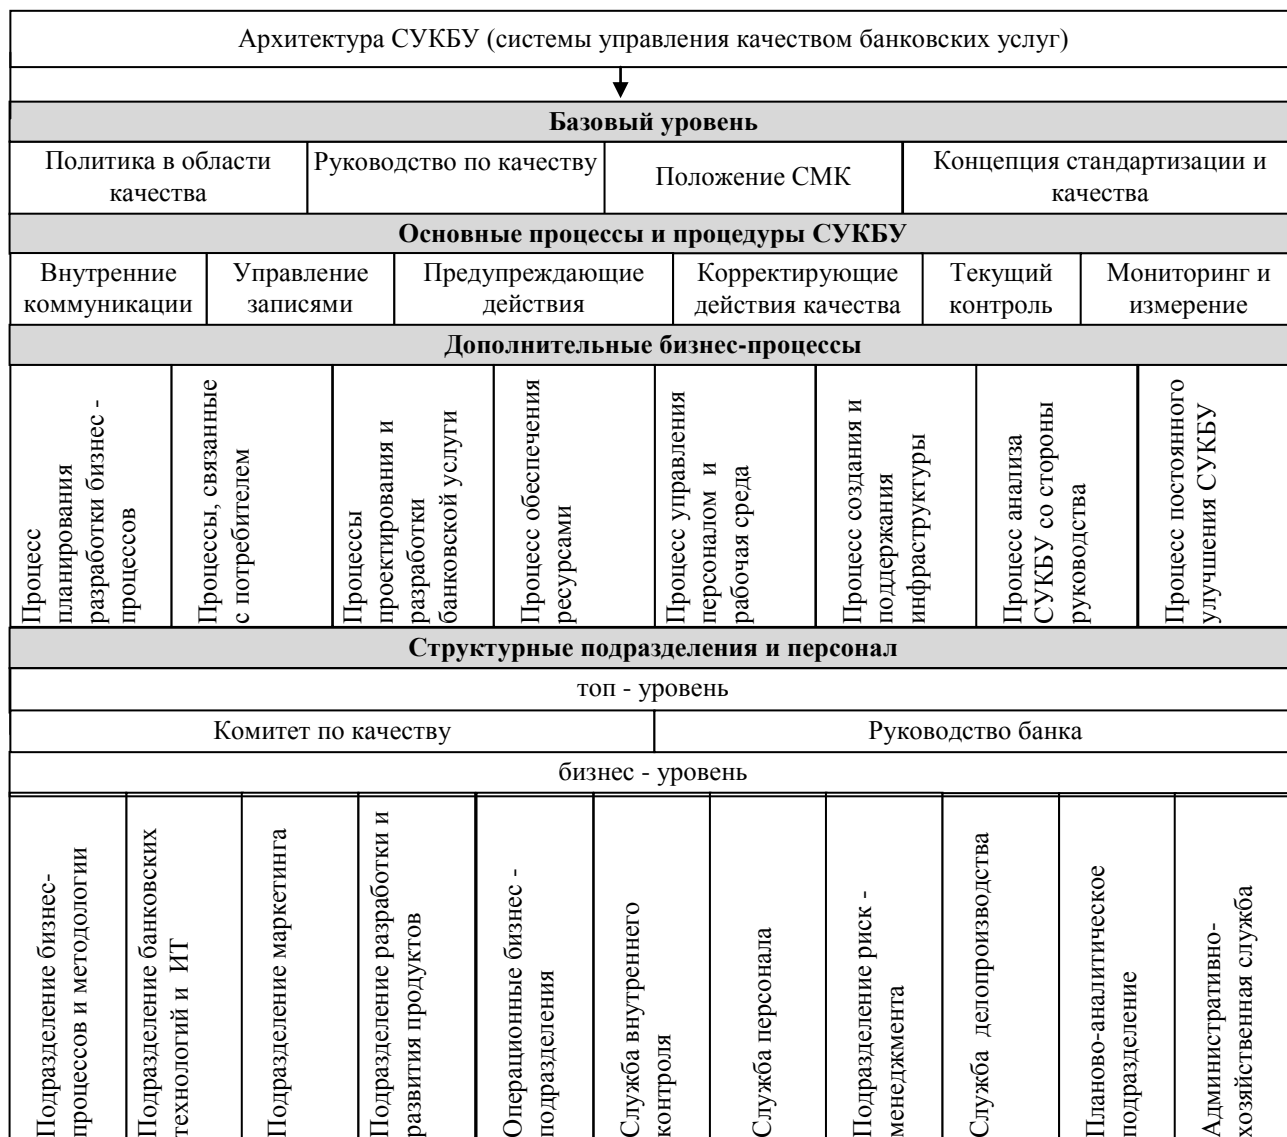 Архитектура СУКБУ (системы управления качеством банковских услуг)
Базовый уровень
Политика в области
качества
Руководство по качеству
Положение СМК
Концепция стандартизации и
качества
Основные процессы и процедуры СУКБУ
Внутренние
коммуникации
Управление
записями
Предупреждающие
действия
Корректирующие
действия качества
Текущий
контроль
Мониторинг и
измерение
Дополнительные бизнес-процессы
Процесс
планирования
разработки бизнес -
процессов
Процессы, связанные
с потребителем
Процессы
проектирования и
разработки
банковской услуги
Процесс обеспечения
ресурсами
Процесс управления
персоналом и
рабочая среда
Процесс создания и
поддержания
инфраструктуры
Процесс анализа
СУКБУ со стороны
руководства
Процесс постоянного
улучшения СУКБУ
Структурные подразделения и персонал
топ - уровень
Комитет по качеству
Руководство банка
бизнес - уровень
Подразделение бизнес-
процессов и методологии
Подразделение банковских
технологий и ИТ
Подразделение маркетинга
Подразделение разработки и
развития продуктов
Операционные бизнес -
подразделения
Служба внутреннего
контроля
Служба персонала
Подразделение риск -
менеджмента
Служба делопроизводства
Планово-аналитическое
подразделение
Административно-
хозяйственная служба